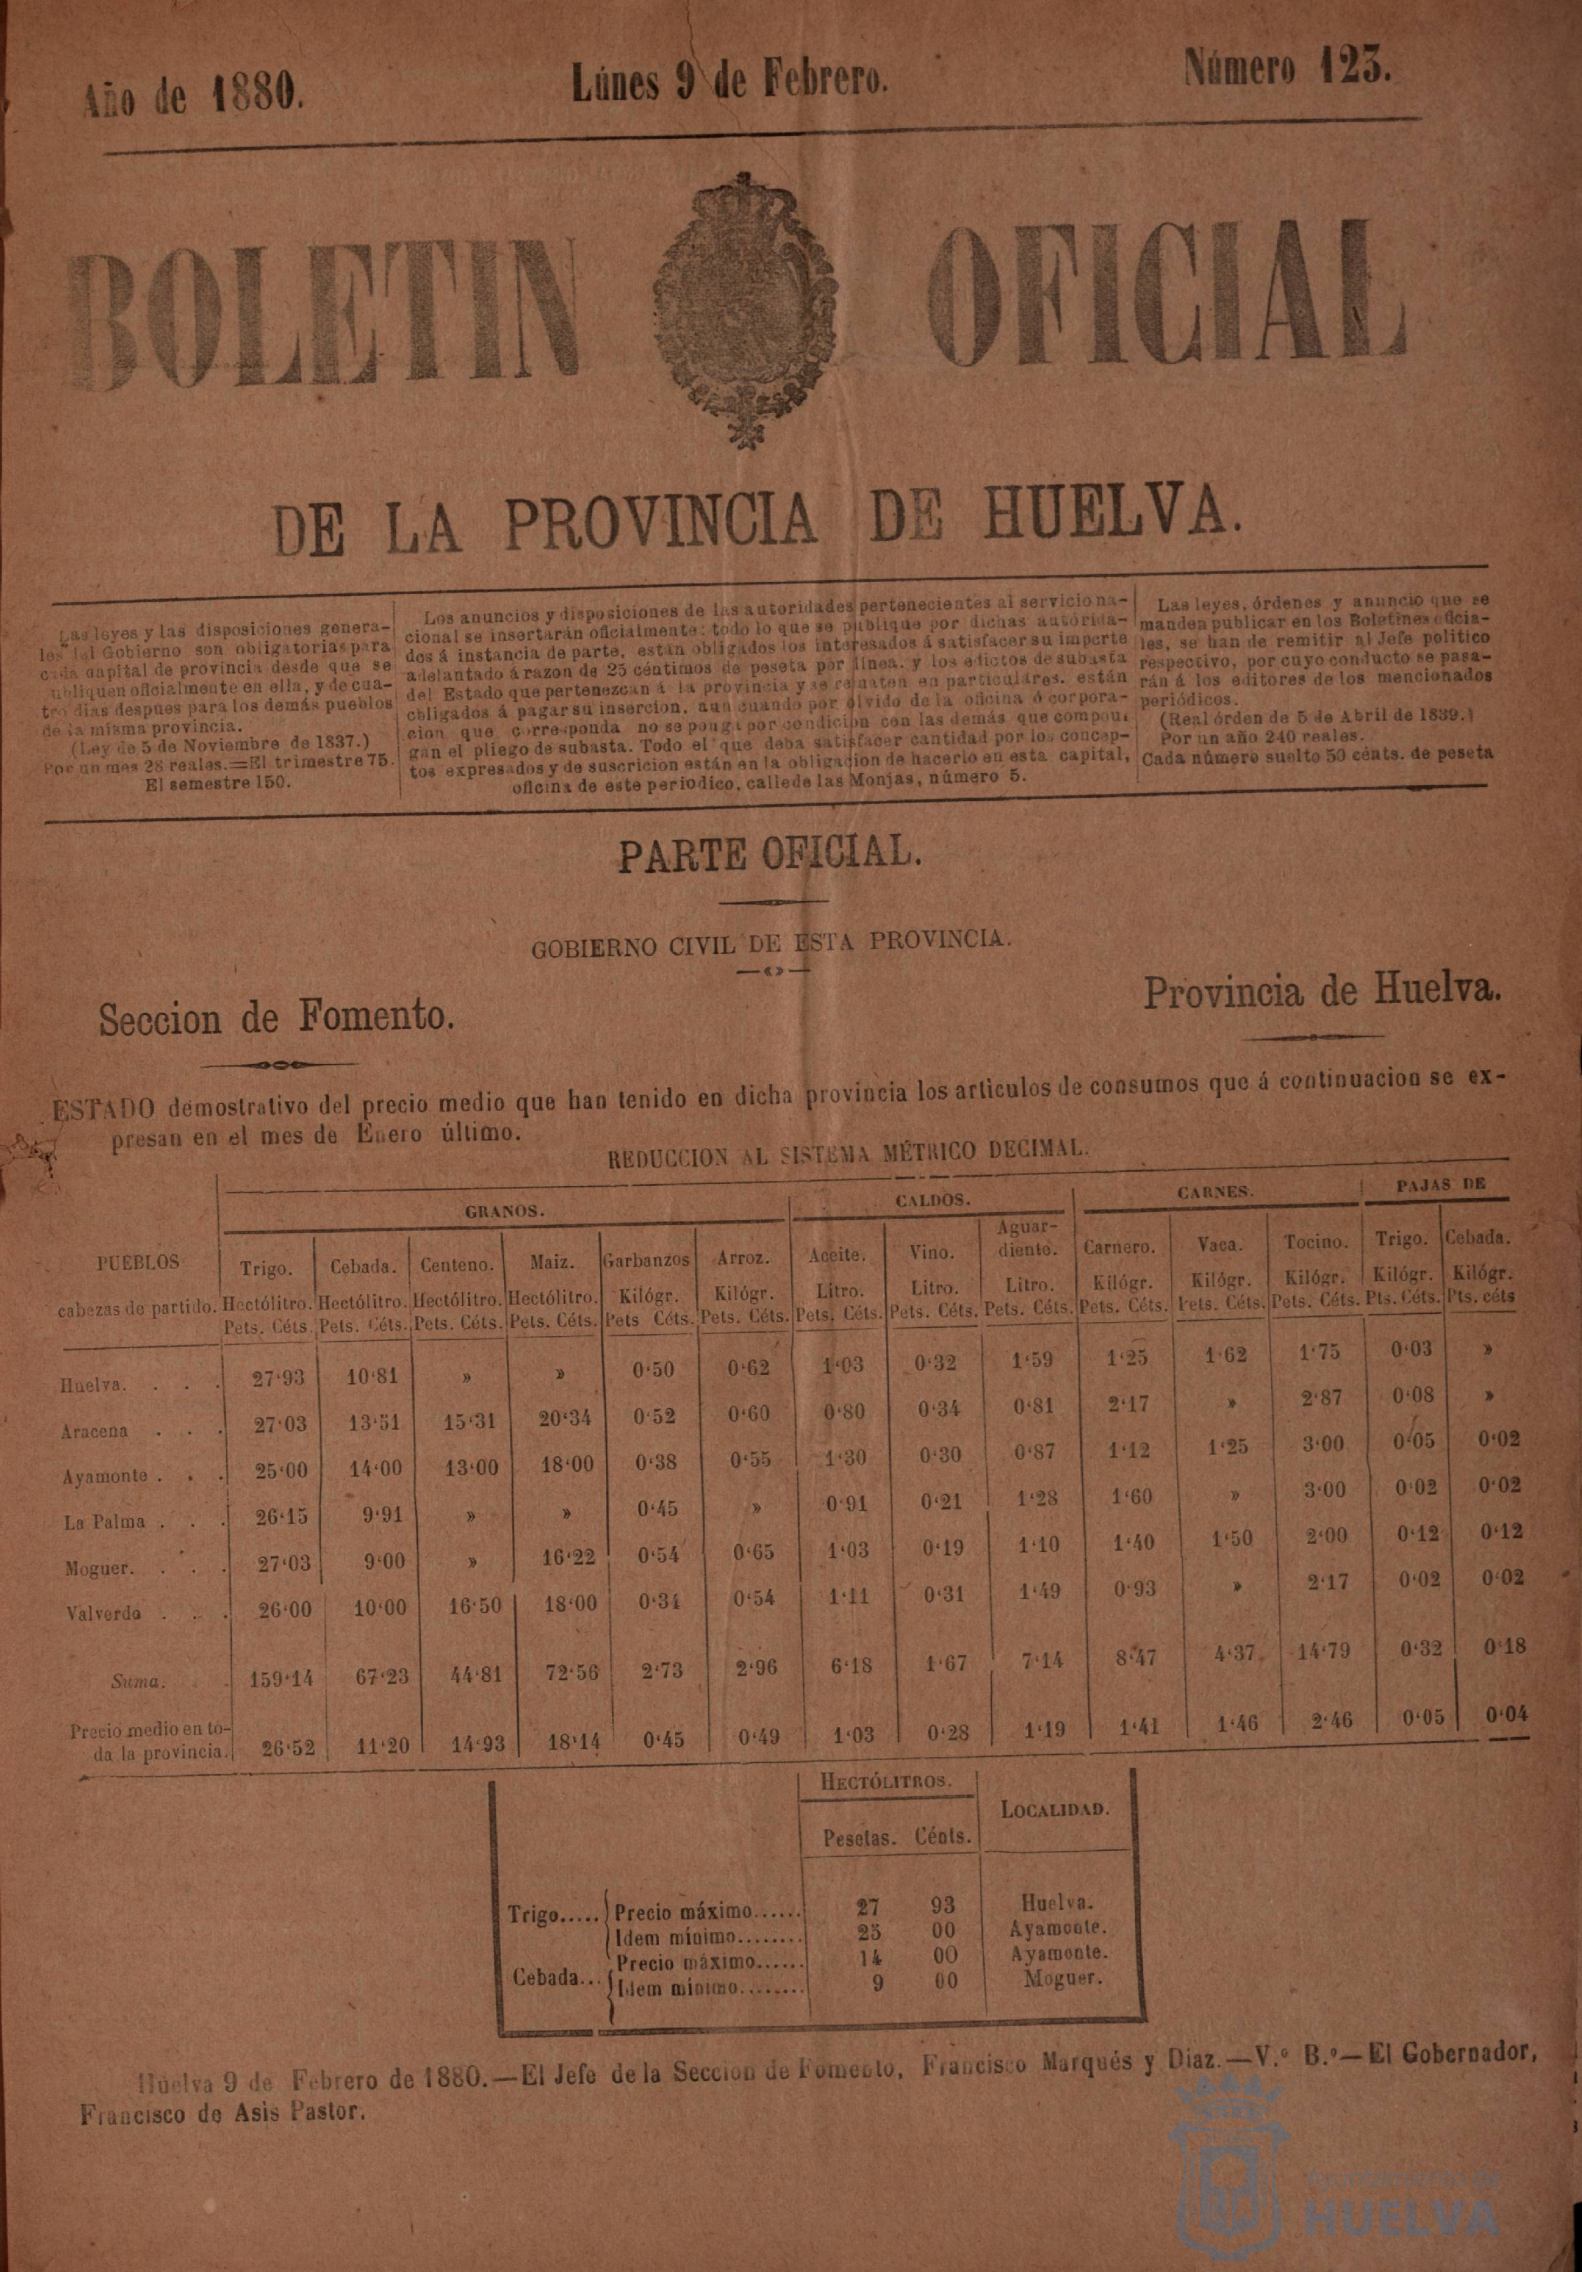 Año de 1880.
Lúnes 9 de Febrero.
Número 123.
BOLETIN OFICIAL
DE LA PROVINCIA DE HUELVA.
Las leyes y las disposiciones genera-
les del Gobierno son obligatorias para
cada capital de provincia desde que se
ubliquen oficialmente en ella, y de cua-
tro dias despues para los demás pueblos
de la misma provincia.
(Ley de 5 de Noviembre de 1837.)
Por un mes 28 reales.=El trimestre 75.
El semestre 150.
Los anuncios y disposiciones de las autoridades pertenecientes al servicio na-
cional se insertarán oficialmente: todo lo que se publique por dichas autorida-
dos á instancia de parte, están obligados los interesados á satisfacer su importe
adelantado á razon de 25 céntimos de peseta por línea. y los edictos de subasta
del Estado que pertenezcan á la provincia y se rematen en particulares. están
obligados á pagar su insercion, aun cuando por olvido de la oficina ó corpora-
cion que corresponda no se ponga por condicion con las demás que compon
gan el pliego de subasta. Todo el que deba satisfacer cantidad por los concep-
tos expresados y de suscricion están en la obligacion de hacerlo en esta capital,
oficina de este periodico, callede las Monjas, número 5.
Las leyes, órdenes y anuncio que se
manden publicar en los Boletines oficia-
les, se han de remitir al Jefe politico
respectivo, por cuyo conducto se pasa-
rán á los editores de los mencionados
periódicos.
(Real órden de 5 de Abril de 1839.)
Por un año 240 reales.
Cada número suelto 50 cénts. de peseta
PARTE OFICIAL.
GOBIERNO CIVIL DE ESTA PROVINCIA.
Seccion de Fomento.
Provincia de Huelva.
ESTADO demostrativo del precio medio que han tenido en dicha provincia los articulos de consumos que á continuacion se ex-
presan en el mes de Enero último.
REDUCCION AL SISTEMA MÉTRICO DECIMAL.
GRANOS. CALDOS. CARNES. PAJAS DE
PUEBLOS Trigo. Cebada. Centeno. Maiz. Garbanzos Arroz. Aceite. Vino. Aguar-
diente. Carnero. Vaca. Tocino. Trigo. Cebada.
cabezas de partido. Hectólitro. Hectólitro. Hectólitro. Hectólitro. Kilógr. Kilógr. Litro. Litro. Litro. Kilógr. Kilógr. Kilógr. Kilógr. Kilógr.
Pets. Céts. Pets. Céts. Pets. Céts. Pets. Céts. Pets Céts. Pets. Céts. Pets. Céts. Pets. Céts. Pets. Céts. Pets. Céts. Pets. Céts. Pets. Céts. Pts. Céts. Pts. céts
Huelva. . . . 27‘93 10‘81 » » 0‘50 0‘62 1‘03 0‘32 1‘59 1‘25 1‘62 1‘75 0‘03 »
Aracena . . . 27‘03 13‘51 15‘31 20‘34 0‘52 0‘60 0‘80 0‘34 0‘81 2‘17 » 2‘87 0‘08 »
Ayamonte . . . 25‘00 14‘00 13‘00 18‘00 0‘38 0‘55 1‘30 0‘30 0‘87 1‘12 1‘25 3‘00 0‘05 0‘02
La Palma . . . 26‘15 9‘91 » » 0‘45 » 0‘91 0‘21 1‘28 1‘60 » 3‘00 0‘02 0‘02
Moguer. . . . 27‘03 9‘00 » 16‘22 0‘54 0‘65 1‘03 0‘19 1‘10 1‘40 1‘50 2‘00 0‘12 0‘12
Valverde . . . 26‘00 10‘00 16‘50 18‘00 0‘34 0‘54 1‘11 0‘31 1‘49 0‘93 » 2‘17 0‘02 0‘02
Suma. . . 159‘14 67‘23 44‘81 72‘56 2‘73 2‘96 6‘18 1‘67 7‘14 8‘47 4‘37 14‘79 0‘32 0‘18
Precio medio en to-
da la provincia. 26‘52 11‘20 14‘93 18‘14 0‘45 0‘49 1‘03 0‘28 1‘19 1‘41 1‘46 2‘46 0‘05 0‘04
HECTÓLITROS. LOCALIDAD.
Pesetas. Cénts.
Trigo..... Precio máximo...... 27 93 Huelva.
Idem mínimo........ 25 00 Ayamonte.
Cebada... Precio máximo...... 14 00 Ayamonte.
Idem mínimo........ 9 00 Moguer.
Huelva 9 de Febrero de 1880.—El Jefe de la Seccion de Fomento, Francisco Marqués y Diaz.—V.º B.º—El Gobernador,
Francisco de Asis Pastor.
Ayuntamiento de
HUELVA